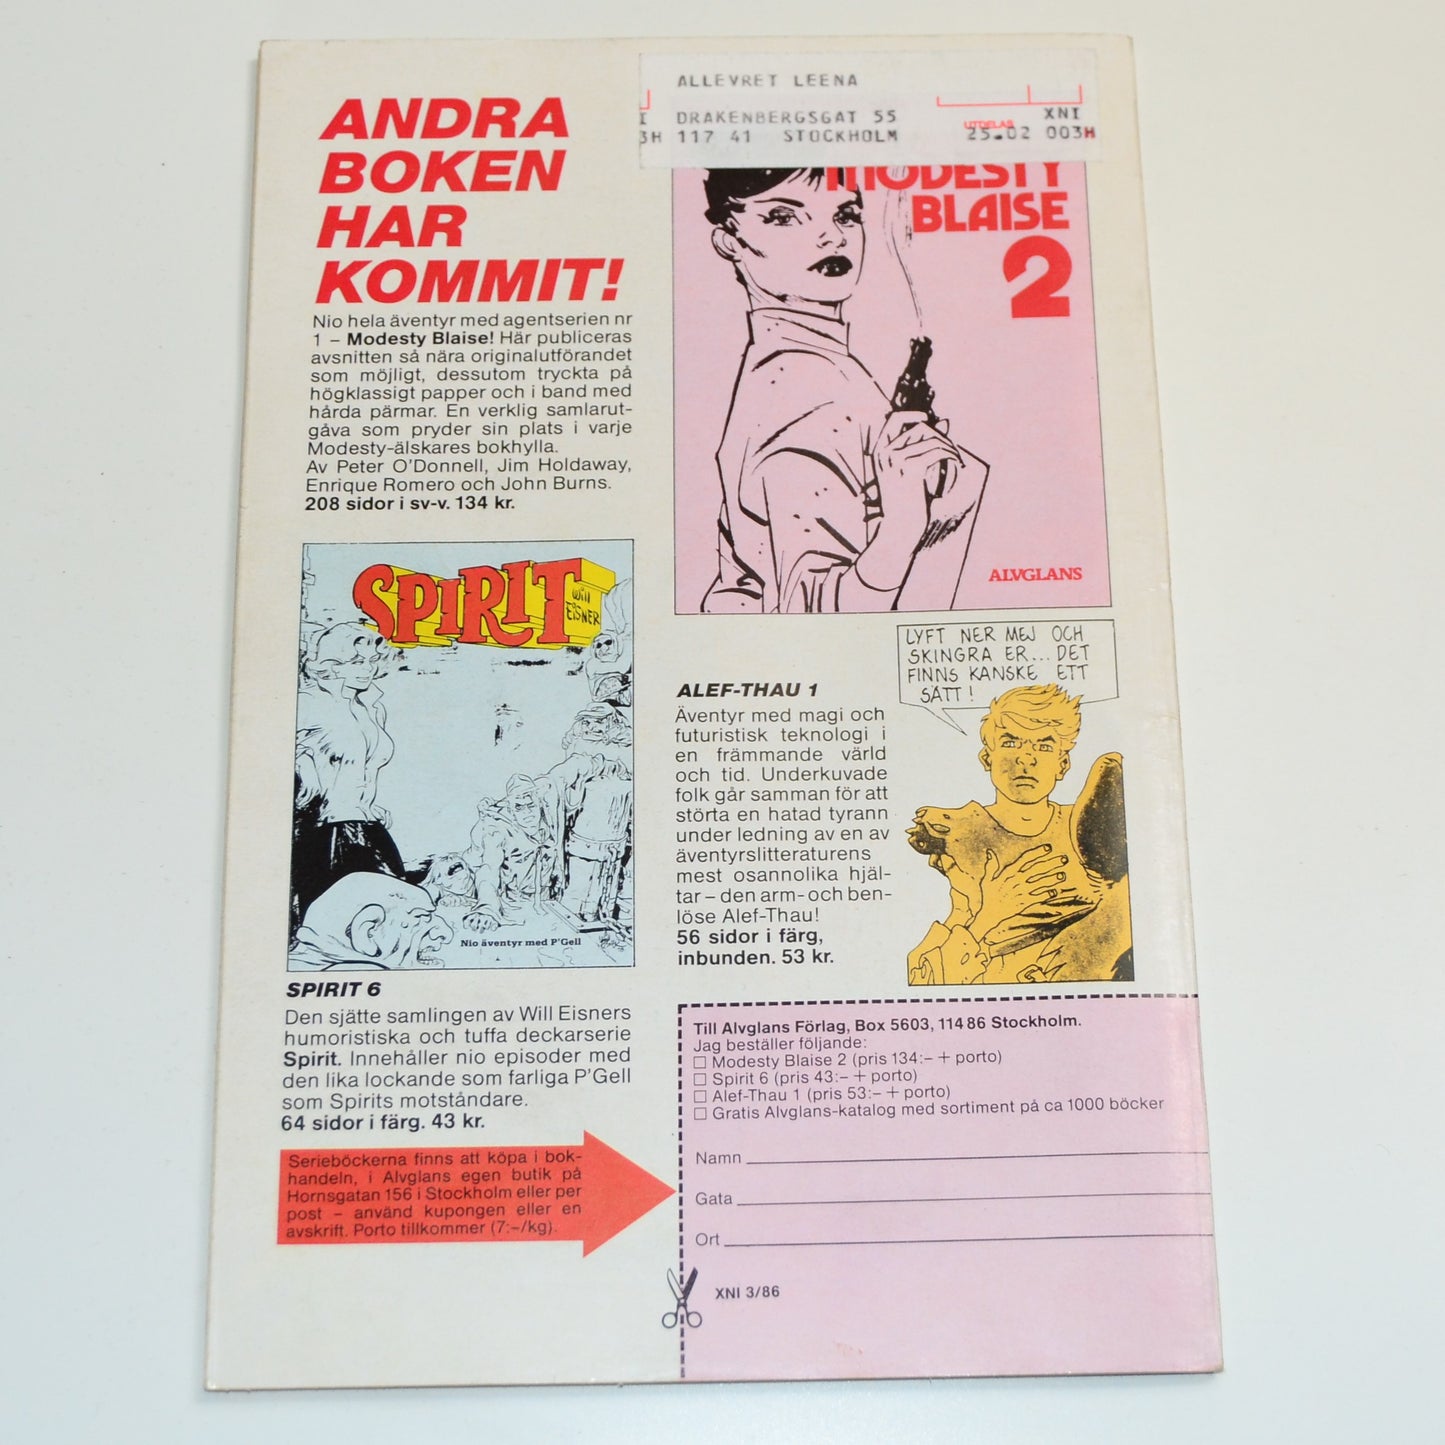 ALLEVRET LEENA
DRAKENBERGSGAT 55
117 41 STOCKHOLM
XNI
UTDELAS
25.02 003H
3H
ANDRA
BOKEN
HAR
KOMMIT!
Nio hela äventyr med agentserien nr
1 – Modesty Blaise! Här publiceras
avsnitten så nära originalutförandet
som möjligt, dessutom tryckta på
högklassigt papper och i band med
hårda pärmar. En verklig samlarut-
gåva som pryder sin plats i varje
Modesty-älskares bokhylla.
Av Peter O'Donnell, Jim Holdaway,
Enrique Romero och John Burns.
208 sidor i sv-v. 134 kr.
MODESTY
BLAISE
2
ALVGLANS
SPIRIT
WILL
EISNER
Nio äventyr med P'Gell
SPIRIT 6
Den sjätte samlingen av Will Eisners
humoristiska och tuffa deckarserie
Spirit. Innehåller nio episoder med
den lika lockande som farliga P'Gell
som Spirits motståndare.
64 sidor i färg. 43 kr.
LYFT NER MEJ OCH
SKINGRA ER... DET
FINNS KANSKE ETT
SÄTT!
ALEF-THAU 1
Äventyr med magi och
futuristisk teknologi i
en främmande värld
och tid. Underkuvade
folk går samman för att
störta en hatad tyrann
under ledning av en av
äventyrslitteraturens
mest osannolika hjäl-
tar – den arm- och ben-
löse Alef-Thau!
56 sidor i färg,
inbunden. 53 kr.
Serieböckerna finns att köpa i bok-
handeln, i Alvglans egen butik på
Hornsgatan 156 i Stockholm eller per
post – använd kupongen eller en
avskrift. Porto tillkommer (7:–/kg).
Till Alvglans Förlag, Box 5603, 114 86 Stockholm.
Jag beställer följande:
☐ Modesty Blaise 2 (pris 134:– + porto)
☐ Spirit 6 (pris 43:– + porto)
☐ Alef-Thau 1 (pris 53:– + porto)
☐ Gratis Alvglans-katalog med sortiment på ca 1000 böcker
Namn
Gata
Ort
XNI 3/86